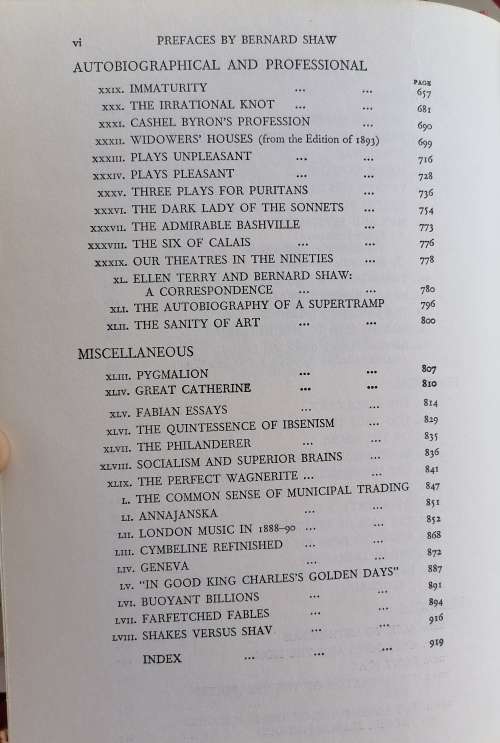 vi PREFACES BY BERNARD SHAW
AUTOBIOGRAPHICAL AND PROFESSIONAL
PAGE
XXIX. IMMATURITY ... ... 657
XXX. THE IRRATIONAL KNOT ... ... 681
XXXI. CASHEL BYRON'S PROFESSION ... 690
XXXII. WIDOWERS' HOUSES (from the Edition of 1893) 699
XXXIII. PLAYS UNPLEASANT ... ... 716
XXXIV. PLAYS PLEASANT ... ... 728
XXXV. THREE PLAYS FOR PURITANS ... 736
XXXVI. THE DARK LADY OF THE SONNETS ... 754
XXXVII. THE ADMIRABLE BASHVILLE ... 773
XXXVIII. THE SIX OF CALAIS ... ... 776
XXXIX. OUR THEATRES IN THE NINETIES ... 778
XL. ELLEN TERRY AND BERNARD SHAW:
A CORRESPONDENCE ... ... 780
XLI. THE AUTOBIOGRAPHY OF A SUPERTRAMP 796
XLII. THE SANITY OF ART ... ... 800
MISCELLANEOUS
XLIII. PYGMALION ... ... 807
XLIV. GREAT CATHERINE ... ... 810
XLV. FABIAN ESSAYS ... ... 814
XLVI. THE QUINTESSENCE OF IBSENISM ... 829
XLVII. THE PHILANDERER ... ... 835
XLVIII. SOCIALISM AND SUPERIOR BRAINS ... 836
XLIX. THE PERFECT WAGNERITE ... ... 841
L. THE COMMON SENSE OF MUNICIPAL TRADING 847
LI. ANNAJANSKA ... ... 851
LII. LONDON MUSIC IN 1888-90 ... ... 852
LIII. CYMBELINE REFINISHED ... ... 868
LIV. GENEVA ... ... 872
LV. "IN GOOD KING CHARLES'S GOLDEN DAYS" 887
LVI. BUOYANT BILLIONS ... ... 891
LVII. FARFETCHED FABLES ... ... 894
LVIII. SHAKES VERSUS SHAV ... ... 916
INDEX ... ... ... 919